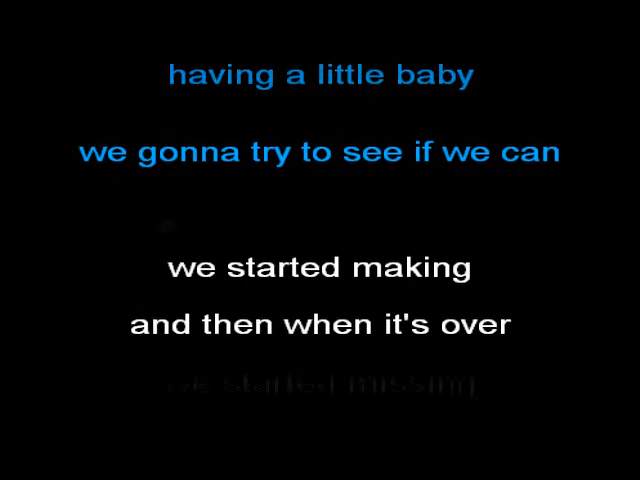 having a little baby
we gonna try to see if we can
we started making
and then when it's over
we started missing